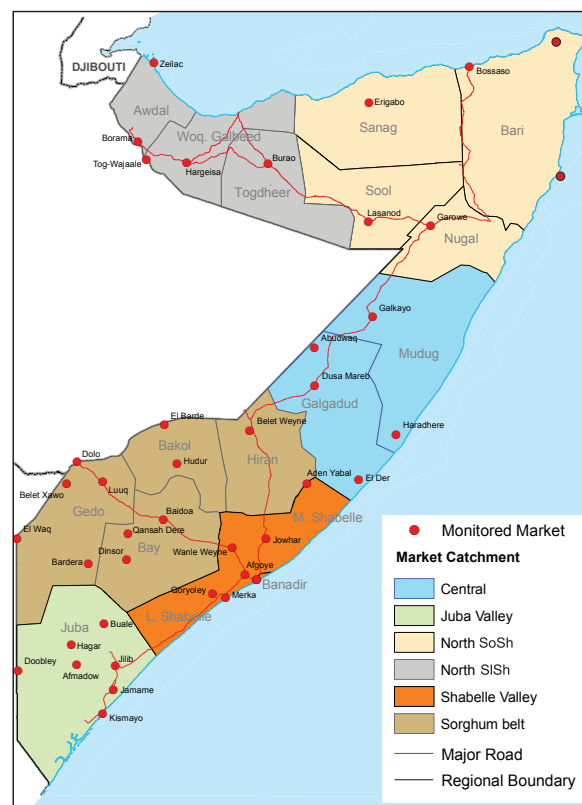 DJIBOUTI
Zeilac
Bossaso
Awdal
Erigabo
Sanag
Bari
Borama
Woq. Galbeed
Tog-Wajaale
Hargeisa
Burao
Togdheer
Sool
Lasanod
Garowe
Nugal
Galkayo
Abudwaq
Mudug
Dusa Mareb
Galgadud
El Barde
Belet Weyne
Haradhere
Bakol
Dolo
Hudur
Hiran
Aden Yabal
El Der
Belet Xawo
Luuq
Gedo
Baidoa
M. Shabelle
El Waq
Qansah Dere
Bay
Wanle Weyne
Jowhar
Dinsor
Bardera
Afgoye
Banadir
Qoryoley
Merka
L. Shabelle
Juba
Buale
Hagar
Doobley
Jilib
Afmadow
Jamame
Kismayo
Monitored Market
Market Catchment
Central
Juba Valley
North SoSh
North SlSh
Shabelle Valley
Sorghum belt
Major Road
Regional Boundary